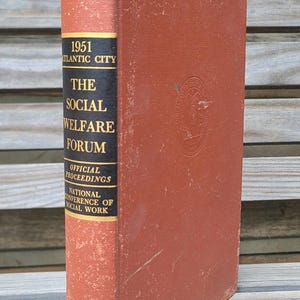 1951
ATLANTIC CITY
THE
SOCIAL
WELFARE
FORUM
OFFICIAL
PROCEEDINGS
NATIONAL
CONFERENCE OF
SOCIAL WORK